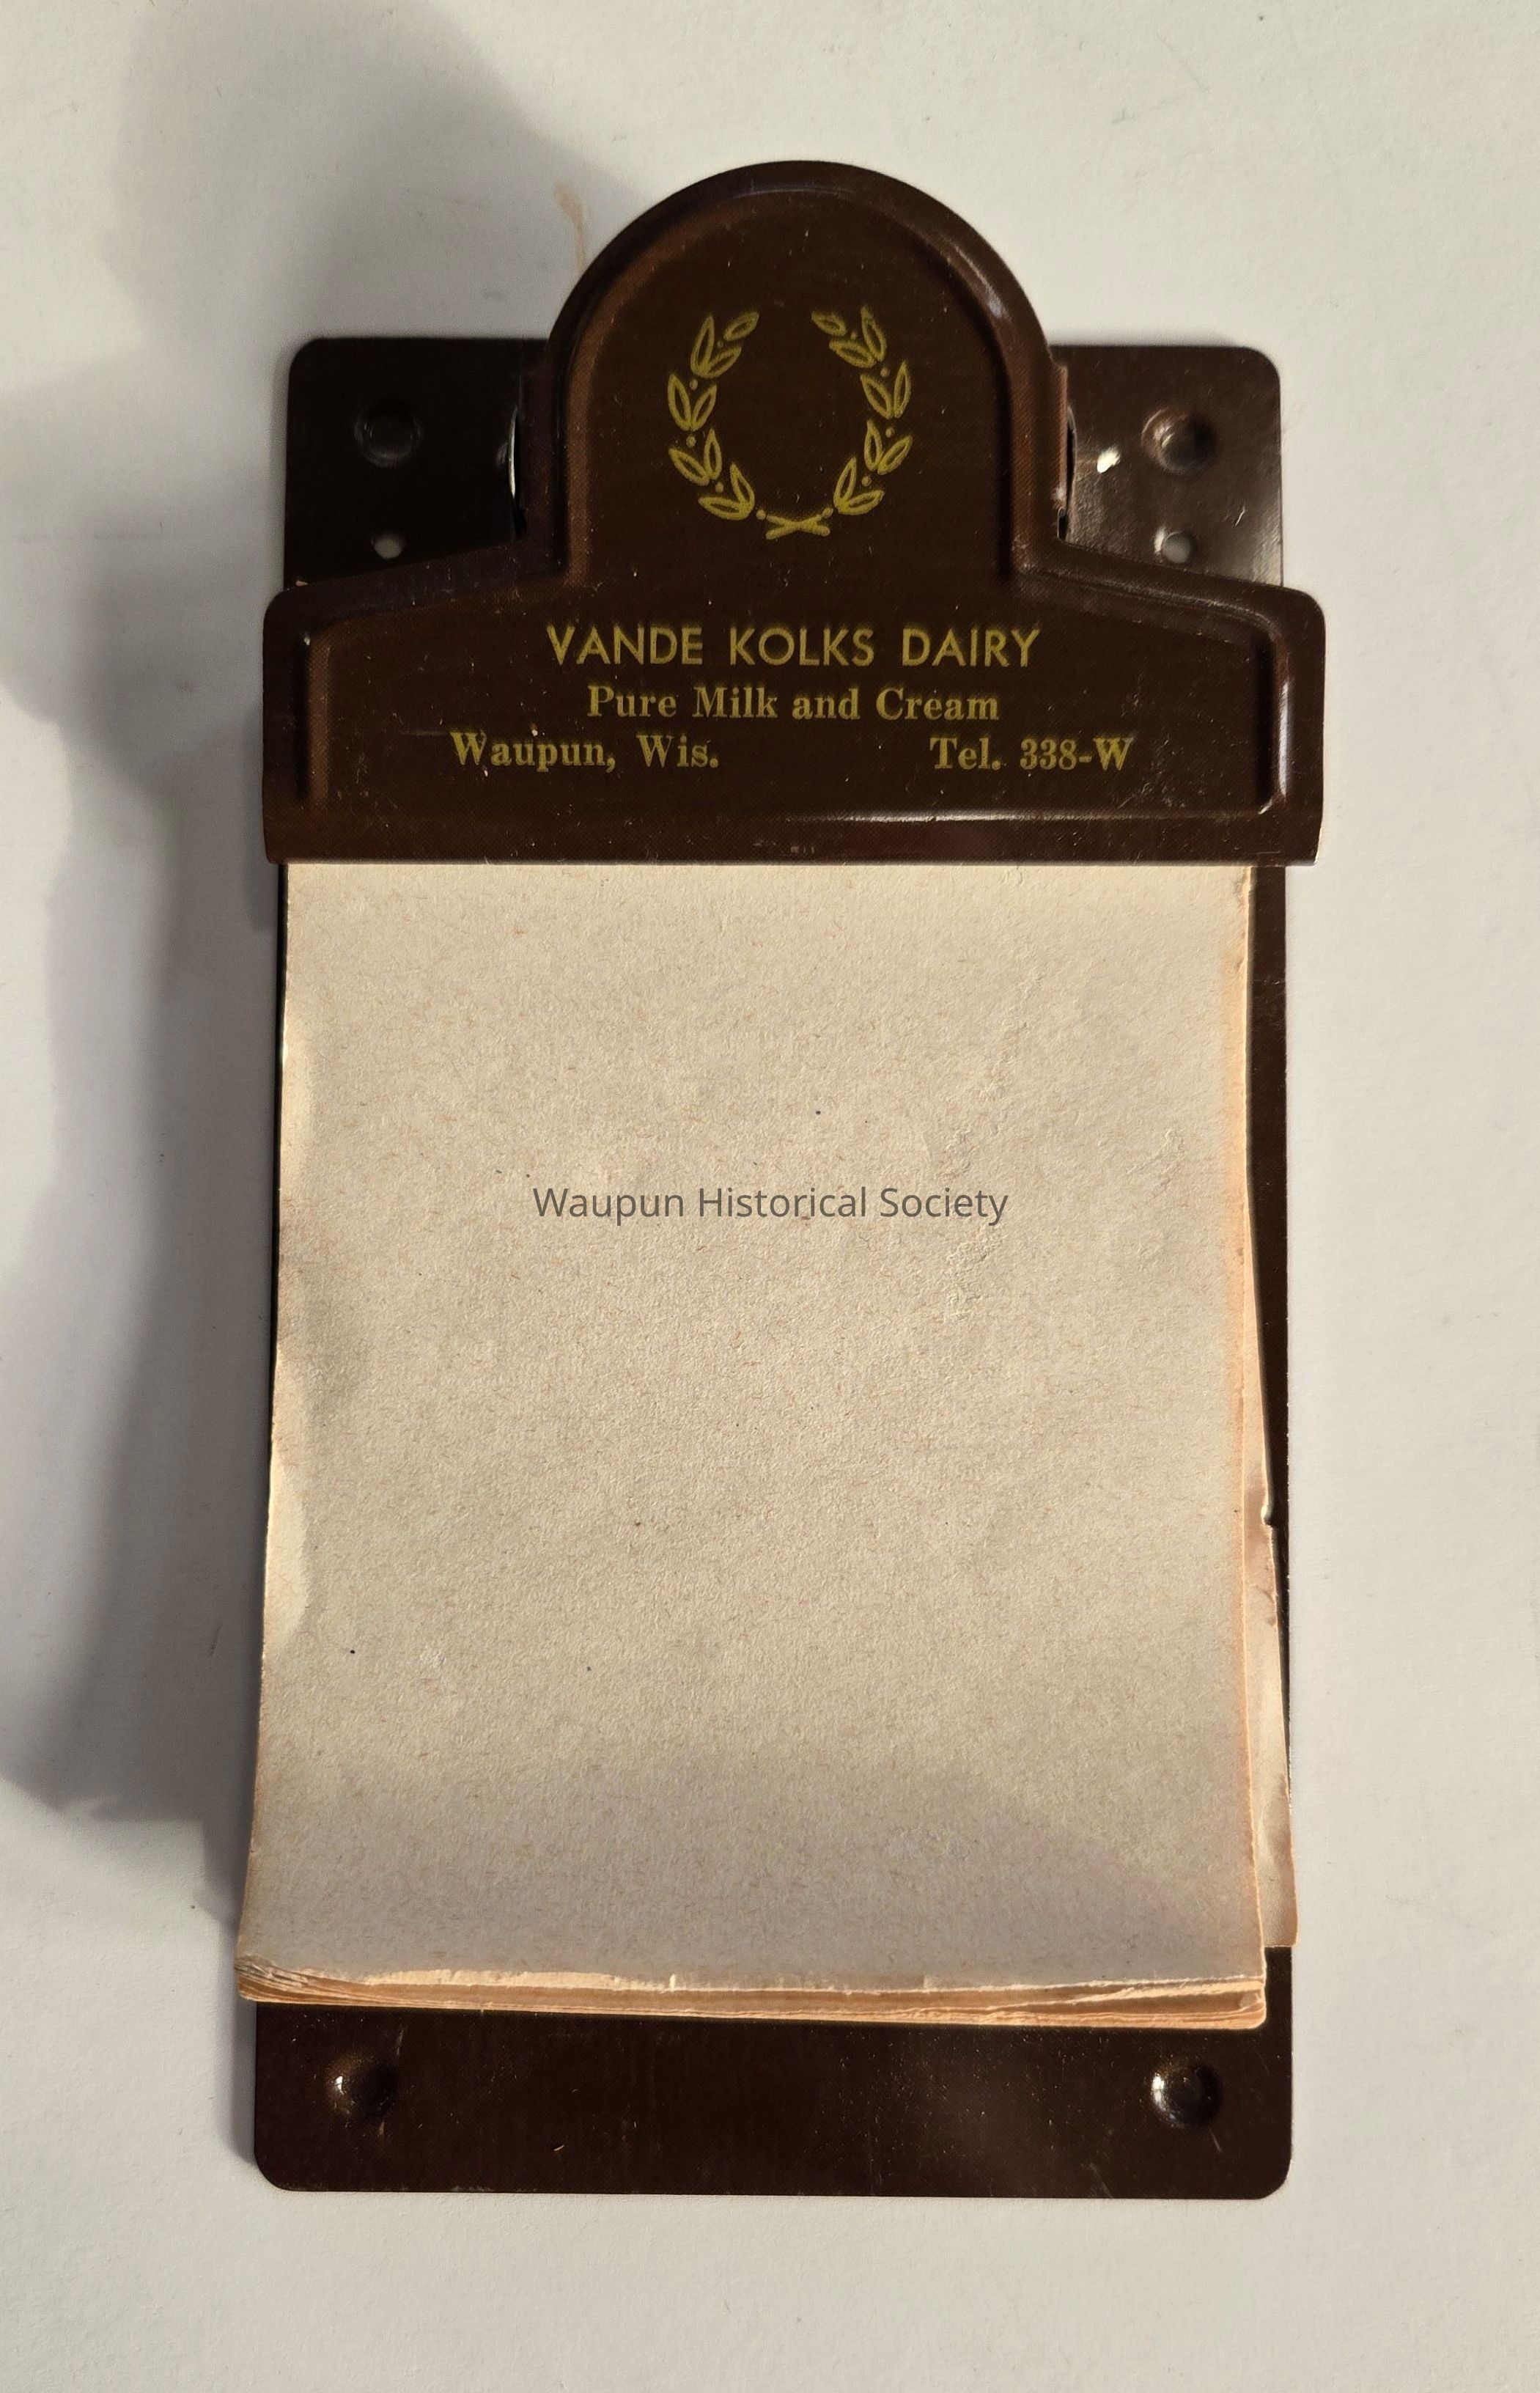 VANDE KOLKS DAIRY
Pure Milk and Cream
Waupun, Wis. Tel. 338-W
Waupun Historical Society